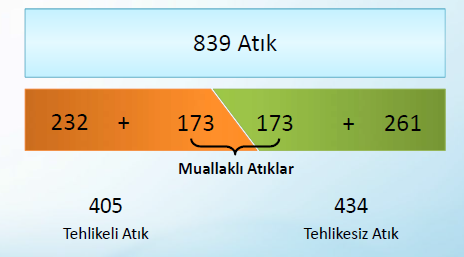 839 Atık
232 + 173 173 + 261
Muallaklı Atıklar
405 434
Tehlikeli Atık Tehlikesiz Atık